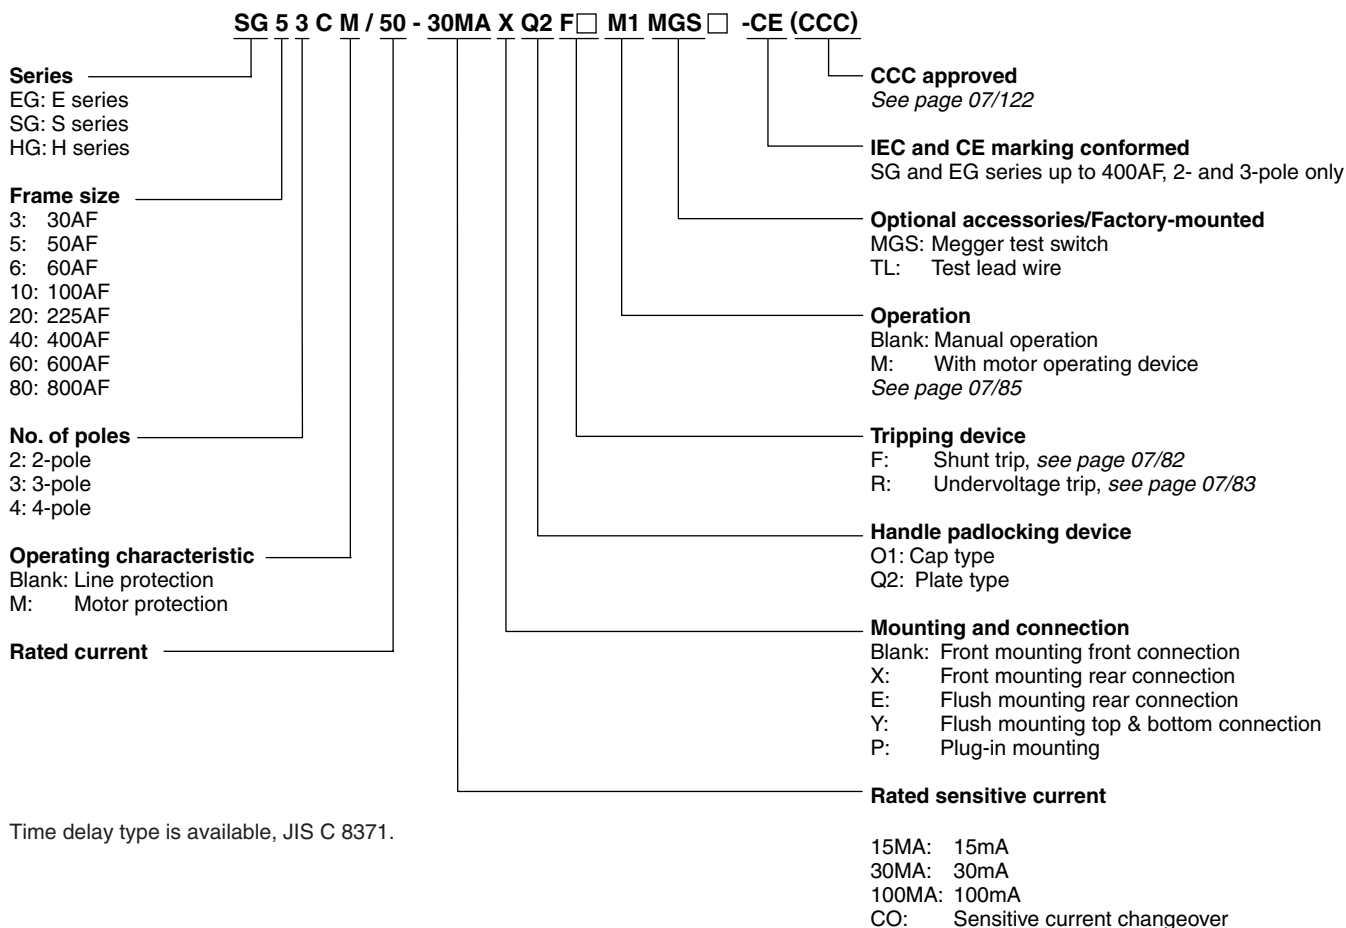 SG 5 3 C M / 50 - 30MA X Q2 F□ M1 MGS□ -CE (CCC)
Series
EG: E series
SG: S series
HG: H series
Frame size
3: 30AF
5: 50AF
6: 60AF
10: 100AF
20: 225AF
40: 400AF
60: 600AF
80: 800AF
No. of poles
2: 2-pole
3: 3-pole
4: 4-pole
Operating characteristic
Blank: Line protection
M: Motor protection
Rated current
Time delay type is available, JIS C 8371.
CCC approved
See page 07/122
IEC and CE marking conformed
SG and EG series up to 400AF, 2- and 3-pole only
Optional accessories/Factory-mounted
MGS: Megger test switch
TL: Test lead wire
Operation
Blank: Manual operation
M: With motor operating device
See page 07/85
Tripping device
F: Shunt trip, see page 07/82
R: Undervoltage trip, see page 07/83
Handle padlocking device
O1: Cap type
Q2: Plate type
Mounting and connection
Blank: Front mounting front connection
X: Front mounting rear connection
E: Flush mounting rear connection
Y: Flush mounting top & bottom connection
P: Plug-in mounting
Rated sensitive current
15MA: 15mA
30MA: 30mA
100MA: 100mA
CO: Sensitive current changeover